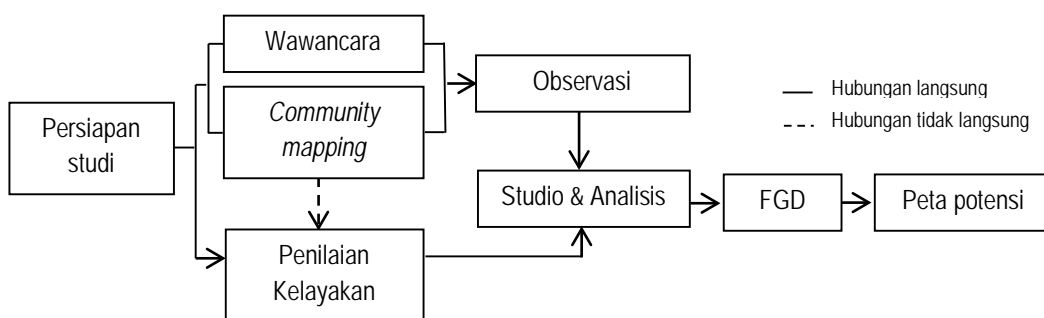 Persiapan
studi
Wawancara
Community
mapping
Penilaian
Kelayakan
Observasi
Studio & Analisis
FGD
Peta potensi
Hubungan langsung
Hubungan tidak langsung